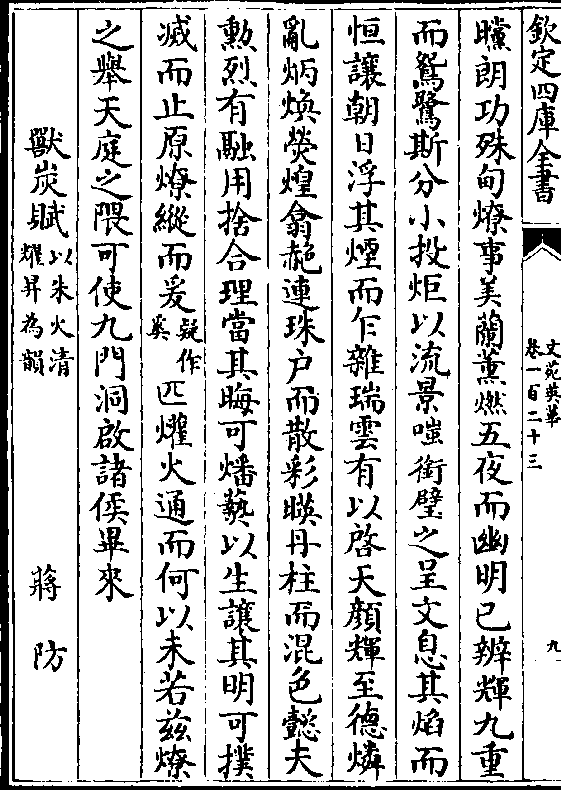 欽定四庫全書
文苑英華
卷一百二十三
九
曭朗功殊旬燎事美蘭薰燃五夜而幽明已辨輝九重
而鴛鷺斯分小投炬以流景嗤銜璧之呈文息其焰而
恒讓朝日浮其煙而乍雜瑞雲有以啓天顔輝至德燐
亂炳煥熒煌翕赩連珠户而散彩暎丹柱而混色懿夫
勲烈有融用捨合理當其晦可燔爇以生讓其明可撲
滅而止原燎縱而爰疑作奚匹爟火通而何以未若兹燎
之舉天庭之隈可使九門洞啟諸侯畢來
獸炭賦以朱火清耀昇為韻 蔣防